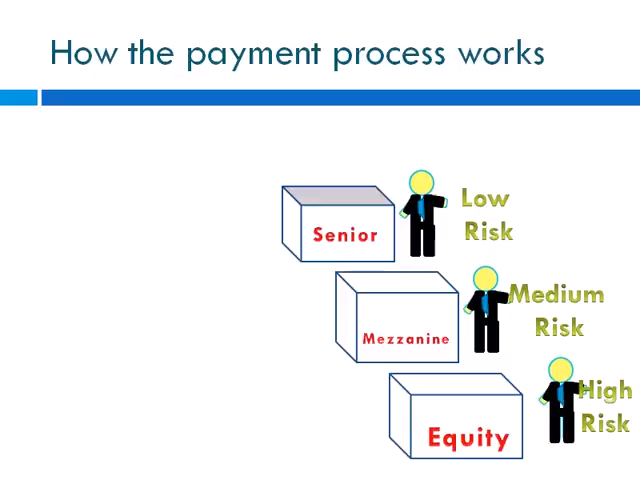 How the payment process works
Senior
Low
Risk
Mezzanine
Medium
Risk
Equity
High
Risk